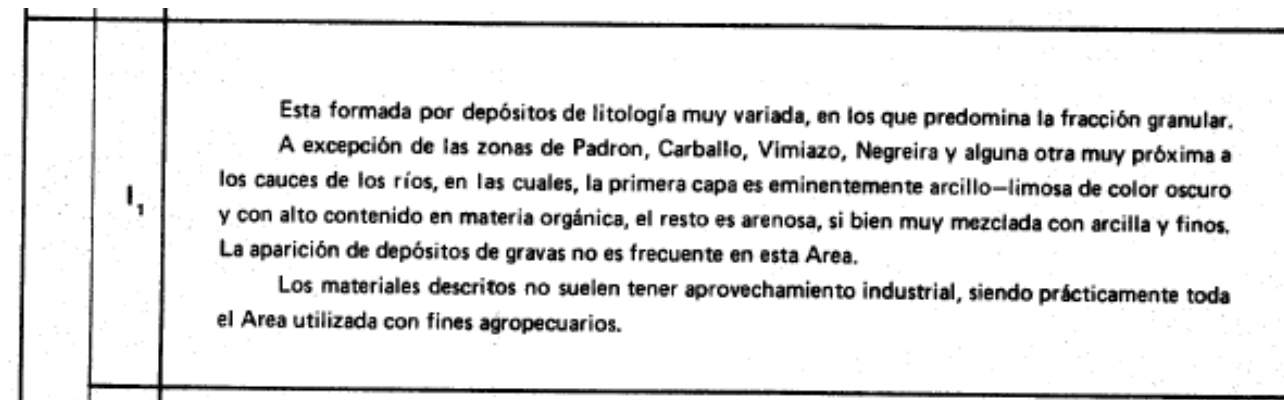 Esta formada por depósitos de litología muy variada, en los que predomina la fracción granular.
A excepción de las zonas de Padron, Carballo, Vimiazo, Negreira y alguna otra muy próxima a
los cauces de los ríos, en las cuales, la primera capa es eminentemente arcillo—limosa de color oscuro
I₁
y con alto contenido en materia orgánica, el resto es arenosa, si bien muy mezclada con arcilla y finos.
La aparición de depósitos de gravas no es frecuente en esta Area.
Los materiales descritos no suelen tener aprovechamiento industrial, siendo prácticamente toda
el Area utilizada con fines agropecuarios.